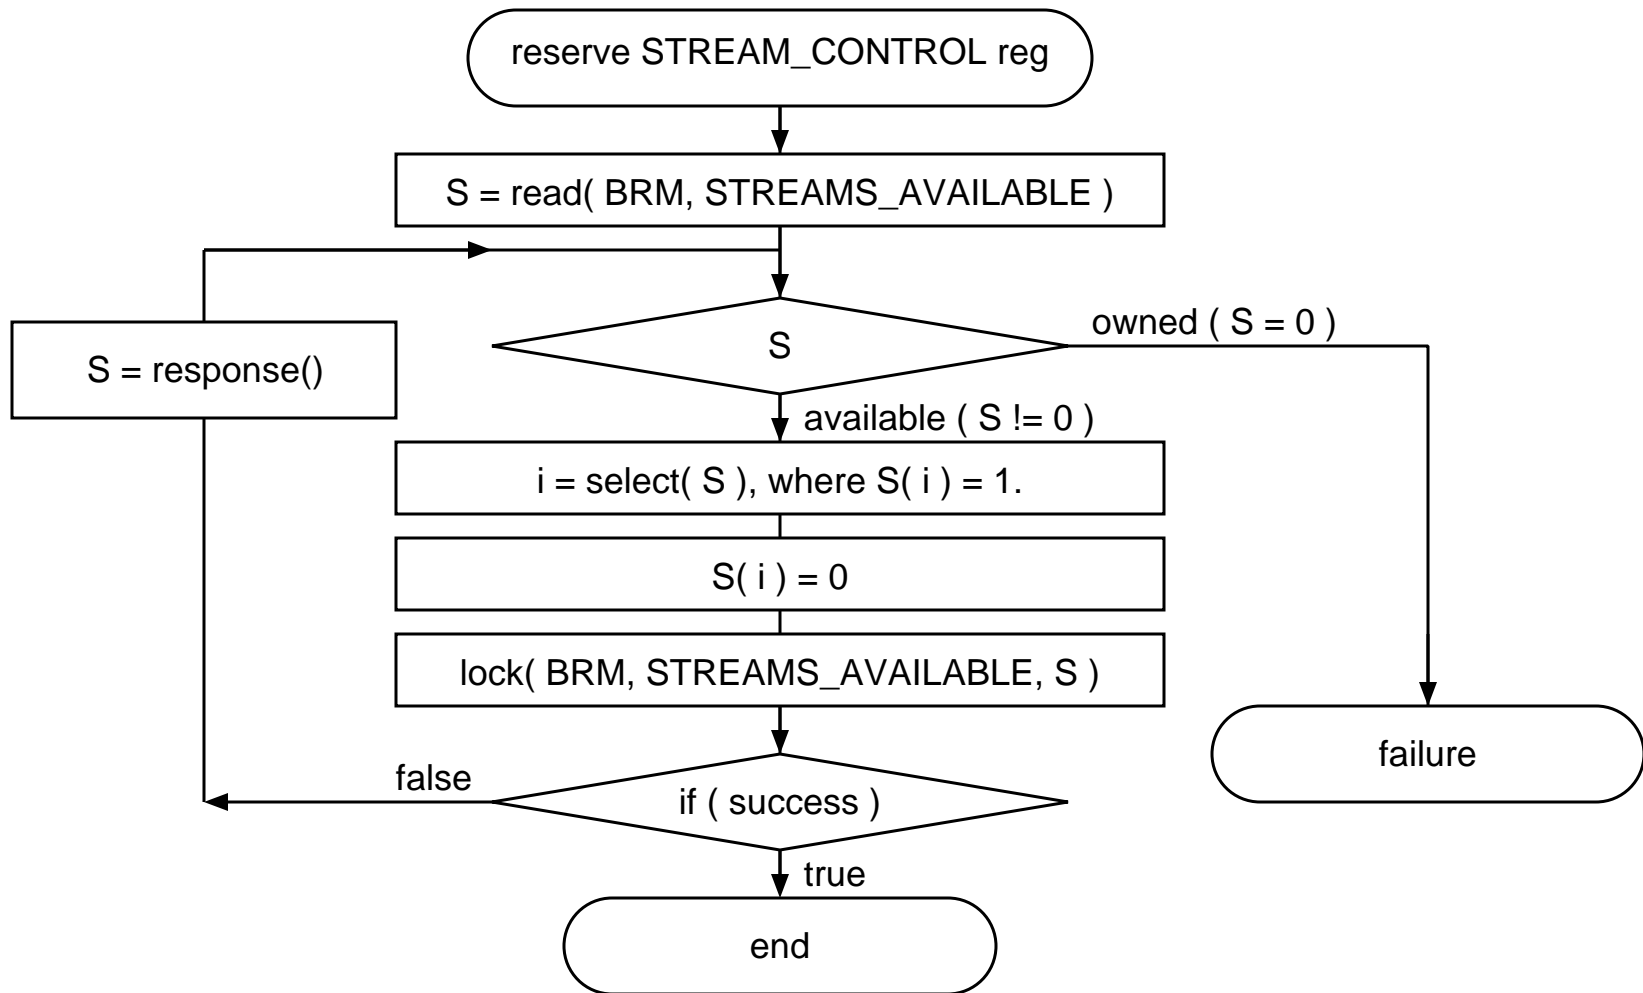 reserve STREAM_CONTROL reg
S = read( BRM, STREAMS_AVAILABLE )
owned ( S = 0 )
S
S = response()
available ( S != 0 )
i = select( S ), where S( i ) = 1.
S( i ) = 0
lock( BRM, STREAMS_AVAILABLE, S )
failure
false
if ( success )
true
end